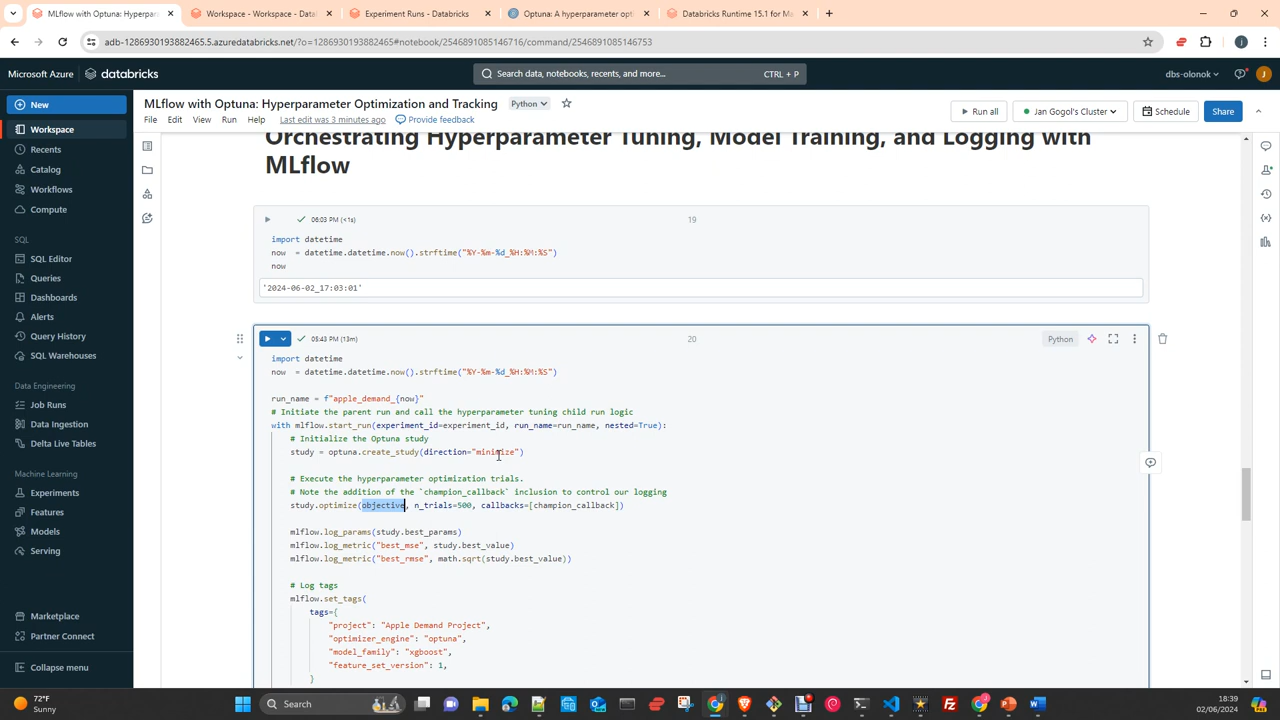 MLflow with Optuna: Hyperpara
Workspace - Workspace - Data
Experiment Runs - Databricks
Optuna: A hyperparameter opti
Databricks Runtime 15.1 for Ma
adb-1286930193882465.5.azuredatabricks.net/?o=1286930193882465#notebook/2546891085146716/command/2546891085146753
Microsoft Azure
databricks
Search data, notebooks, recents, and more...
CTRL + P
dbs-olonok
J
New
Workspace
Recents
Catalog
Workflows
Compute
SQL
SQL Editor
Queries
Dashboards
Alerts
Query History
SQL Warehouses
Data Engineering
Job Runs
Data Ingestion
Delta Live Tables
Machine Learning
Experiments
Features
Models
Serving
Marketplace
Partner Connect
Collapse menu
MLflow with Optuna: Hyperparameter Optimization and Tracking
Python
File Edit View Run Help Last edit was 3 minutes ago Provide feedback
Run all
Jan Gogol's Cluster
Schedule
Share
Orchestrating Hyperparameter Tuning, Model Training, and Logging with
MLflow
06:03 PM (<1s)
19
import datetime
now = datetime.datetime.now().strftime("%Y-%m-%d_%H:%M:%S")
now
'2024-06-02_17:03:01'
20
Python
import datetime
now = datetime.datetime.now().strftime("%Y-%m-%d_%H:%M:%S")
run_name = f"apple_demand_{now}"
# Initiate the parent run and call the hyperparameter tuning child run logic
with mlflow.start_run(experiment_id=experiment_id, run_name=run_name, nested=True):
# Initialize the Optuna study
study = optuna.create_study(direction="minimize")
# Execute the hyperparameter optimization trials.
# Note the addition of the `champion_callback` inclusion to control our logging
study.optimize(objective, n_trials=500, callbacks=[champion_callback])
mlflow.log_params(study.best_params)
mlflow.log_metric("best_mse", study.best_value)
mlflow.log_metric("best_rmse", math.sqrt(study.best_value))
# Log tags
mlflow.set_tags(
tags={
"project": "Apple Demand Project",
"optimizer_engine": "optuna",
"model_family": "xgboost",
"feature_set_version": 1,
}
72°F
Sunny
Search
18:39
02/06/2024